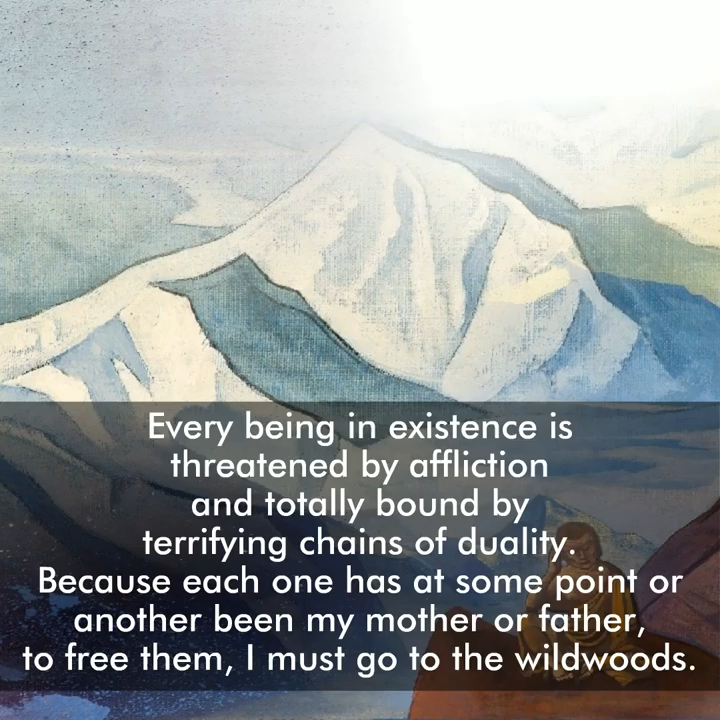 Every being in existence is
threatened by affliction
and totally bound by
terrifying chains of duality.
Because each one has at some point or
another been my mother or father,
to free them, I must go to the wildwoods.